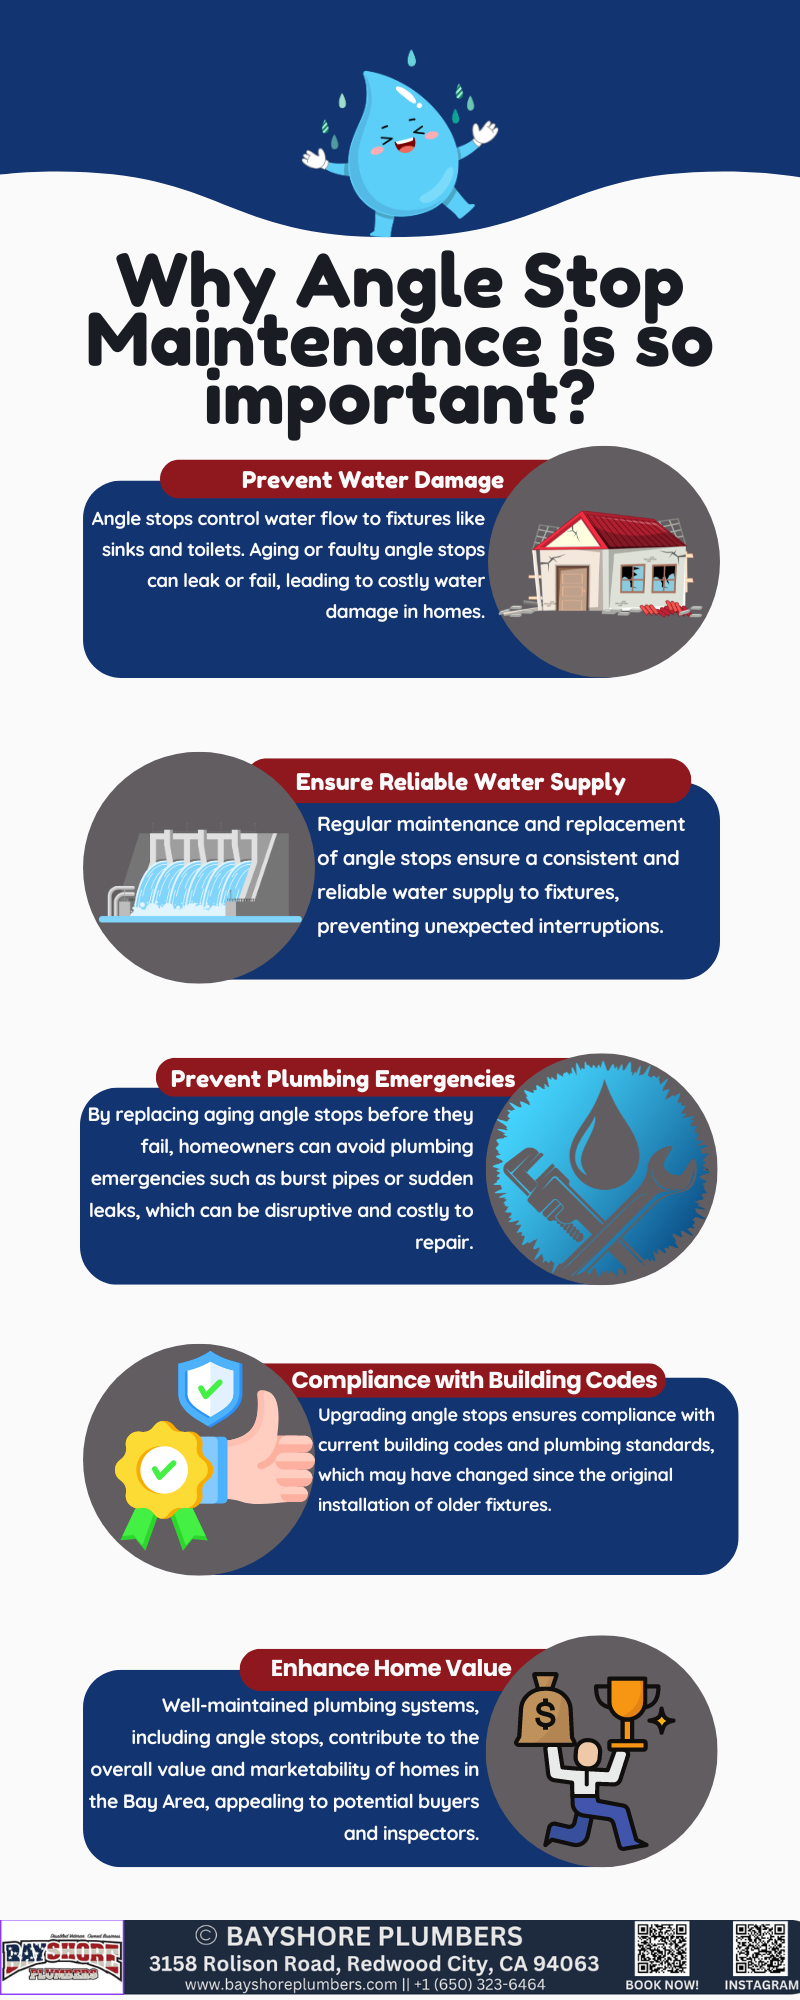 Why Angle Stop
Maintenance is so
important?
Prevent Water Damage
Angle stops control water flow to fixtures like
sinks and toilets. Aging or faulty angle stops
can leak or fail, leading to costly water
damage in homes.
Ensure Reliable Water Supply
Regular maintenance and replacement
of angle stops ensure a consistent and
reliable water supply to fixtures,
preventing unexpected interruptions.
Prevent Plumbing Emergencies
By replacing aging angle stops before they
fail, homeowners can avoid plumbing
emergencies such as burst pipes or sudden
leaks, which can be disruptive and costly to
repair.
Compliance with Building Codes
Upgrading angle stops ensures compliance with
current building codes and plumbing standards,
which may have changed since the original
installation of older fixtures.
$
Enhance Home Value
Well-maintained plumbing systems,
including angle stops, contribute to the
overall value and marketability of homes in
the Bay Area, appealing to potential buyers
and inspectors.
Disabled Veteran Owned Business
BAYSHORE
PLUMBERS
© BAYSHORE PLUMBERS
3158 Rolison Road, Redwood City, CA 94063
www.bayshoreplumbers.com || +1 (650) 323-6464
BOOK NOW!
INSTAGRAM